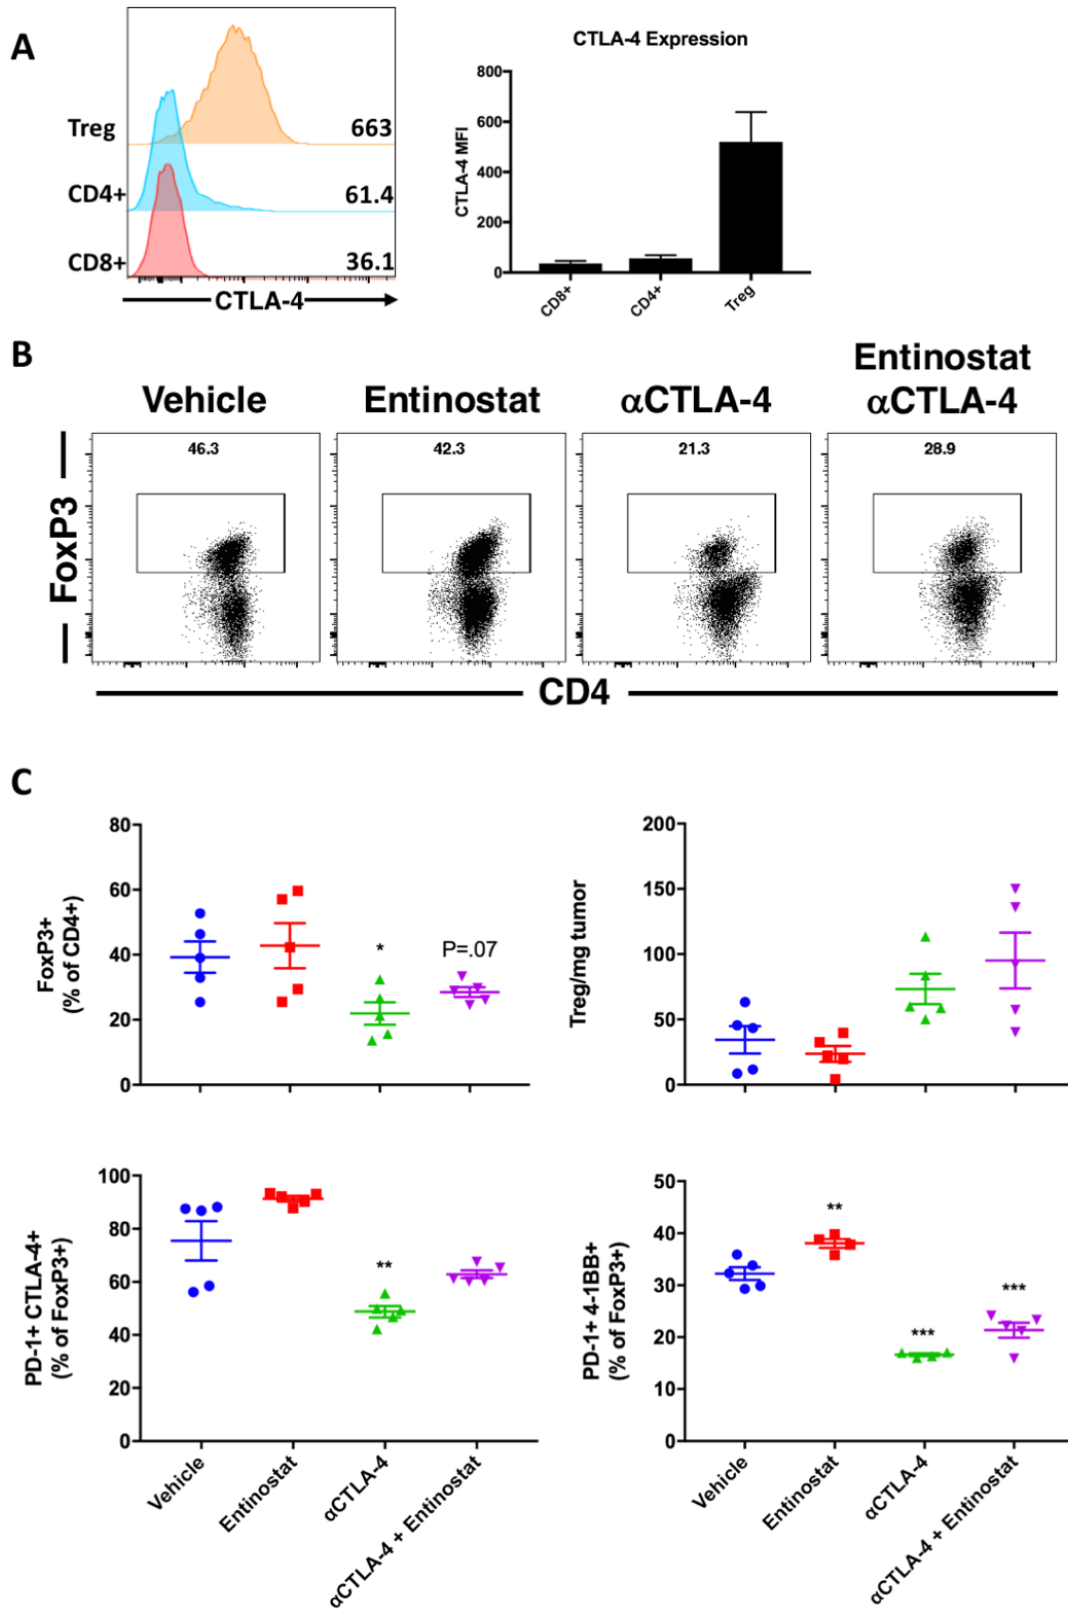 A
Treg
663
CD4+
61.4
CD8+
36.1
CTLA-4
CTLA-4 Expression
CTLA-4 MFI
800
600
400
200
0
CD8+
CD4+
Treg
B
Vehicle
Entinostat
αCTLA-4
Entinostat
αCTLA-4
46.3
42.3
21.3
28.9
FoxP3
CD4
C
FoxP3+
(% of CD4+)
80
60
40
20
0
*
P=.07
Treg/mg tumor
200
150
100
50
0
PD-1+ CTLA-4+
(% of FoxP3+)
100
80
60
40
20
0
**
Vehicle
Entinostat
αCTLA-4
αCTLA-4 + Entinostat
PD-1+ 4-1BB+
(% of FoxP3+)
50
40
30
20
10
0
**
***
***
Vehicle
Entinostat
αCTLA-4
αCTLA-4 + Entinostat